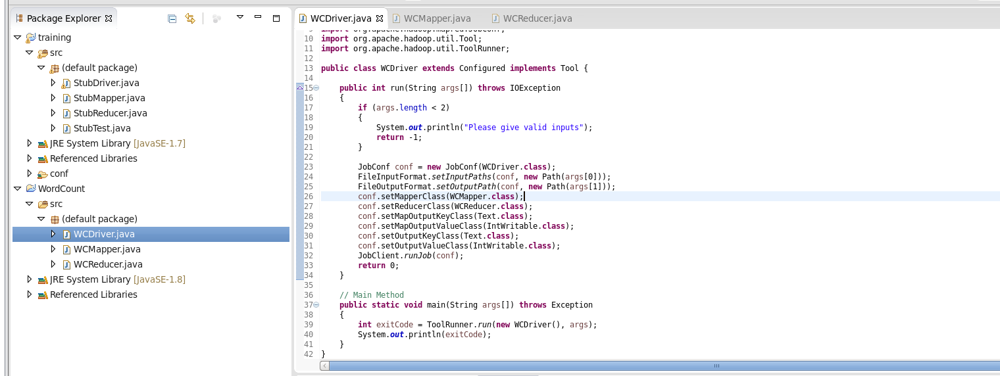 Package Explorer
training
src
(default package)
StubDriver.java
StubMapper.java
StubReducer.java
StubTest.java
JRE System Library [JavaSE-1.7]
Referenced Libraries
conf
WordCount
src
(default package)
WCDriver.java
WCMapper.java
WCReducer.java
JRE System Library [JavaSE-1.8]
Referenced Libraries
WCDriver.java WCMapper.java WCReducer.java
9 import org.apache.hadoop.mapred.JobConf;
10 import org.apache.hadoop.util.Tool;
11 import org.apache.hadoop.util.ToolRunner;
12
13 public class WCDriver extends Configured implements Tool {
14
15 public int run(String args[]) throws IOException
16 {
17 if (args.length < 2)
18 {
19 System.out.println("Please give valid inputs");
20 return -1;
21 }
22
23 JobConf conf = new JobConf(WCDriver.class);
24 FileInputFormat.setInputPaths(conf, new Path(args[0]));
25 FileOutputFormat.setOutputPath(conf, new Path(args[1]));
26 conf.setMapperClass(WCMapper.class);
27 conf.setReducerClass(WCReducer.class);
28 conf.setMapOutputKeyClass(Text.class);
29 conf.setMapOutputValueClass(IntWritable.class);
30 conf.setOutputKeyClass(Text.class);
31 conf.setOutputValueClass(IntWritable.class);
32 JobClient.runJob(conf);
33 return 0;
34 }
35
36 // Main Method
37 public static void main(String args[]) throws Exception
38 {
39 int exitCode = ToolRunner.run(new WCDriver(), args);
40 System.out.println(exitCode);
41 }
42 }